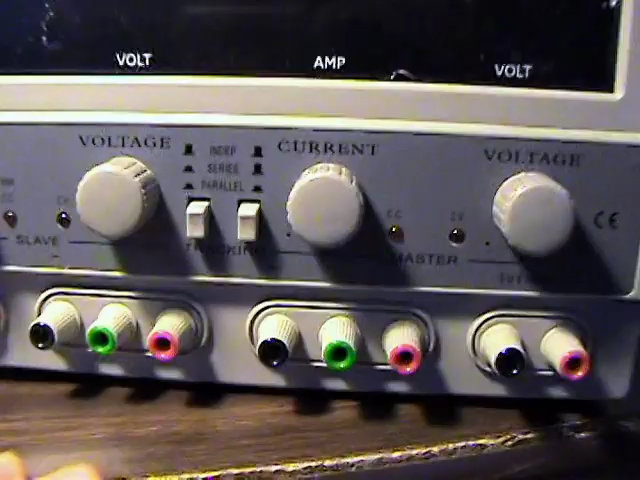 VOLT AMP VOLT
VOLTAGE INDEP CURRENT VOLTAGE
SERIES
PARALLEL
C.C. C.V. CE
SLAVE TRACKING MASTER